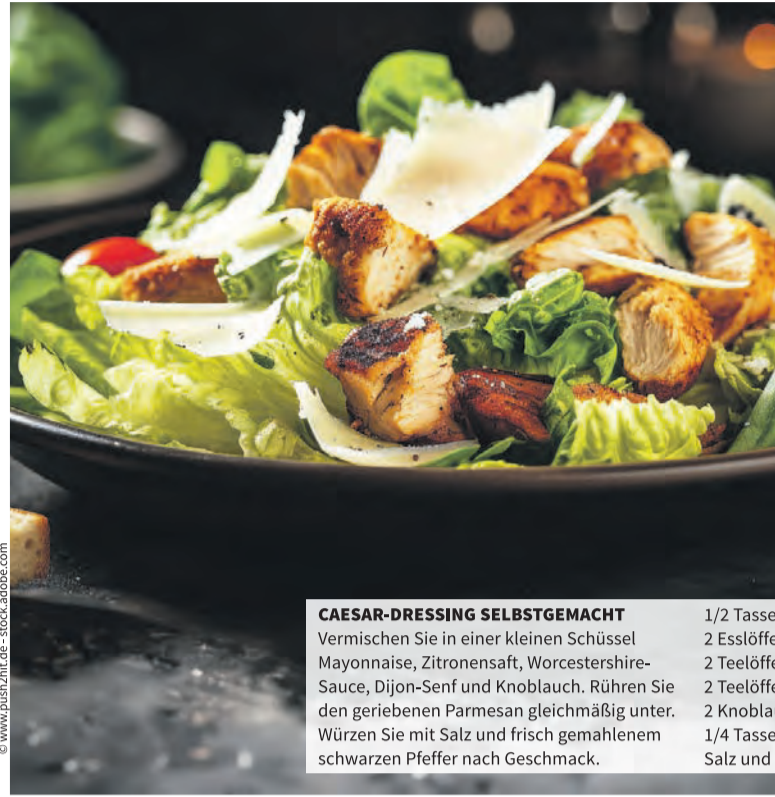 CAESAR-DRESSING SELBSTGEMACHT
Vermischen Sie in einer kleinen Schüssel
Mayonnaise, Zitronensaft, Worcestershire-
Sauce, Dijon-Senf und Knoblauch. Rühren Sie
den geriebenen Parmesan gleichmäßig unter.
Würzen Sie mit Salz und frisch gemahlenem
schwarzen Pfeffer nach Geschmack.
1/2 Tasse
2 Esslöffe
2 Teelöffe
2 Teelöffe
2 Knobla
1/4 Tasse
Salz und
© www.push2hit.de - stock.adobe.com